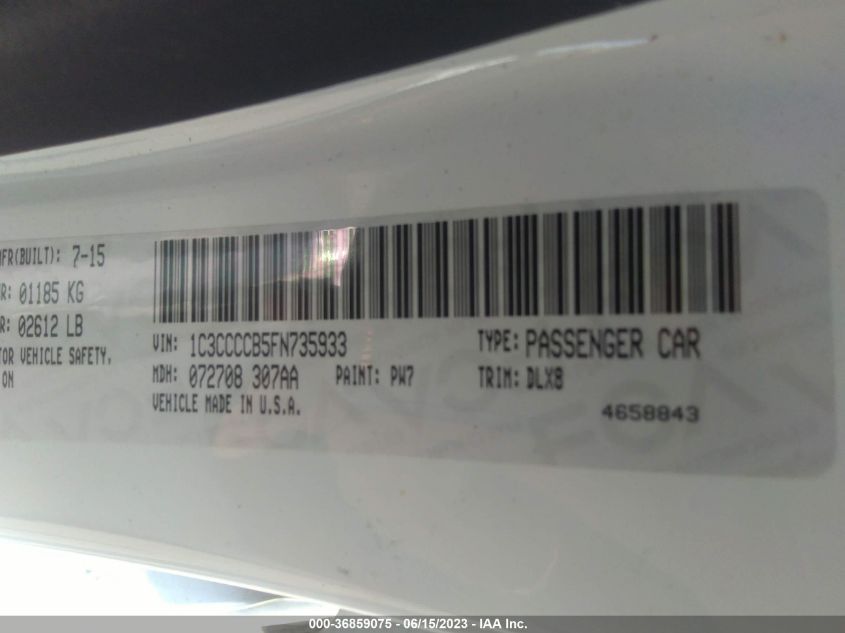 MFR(BUILT): 7-15
R: 01185 KG
R: 02612 LB
TOR VEHICLE SAFETY,
ON
VIN: 1C3CCCCB5FN735933
TYPE: PASSENGER CAR
MDH: 072708 307AA
PAINT: PW7
TRIM: DLX8
VEHICLE MADE IN U.S.A.
4658843
000-36859075 - 06/15/2023 - IAA Inc.